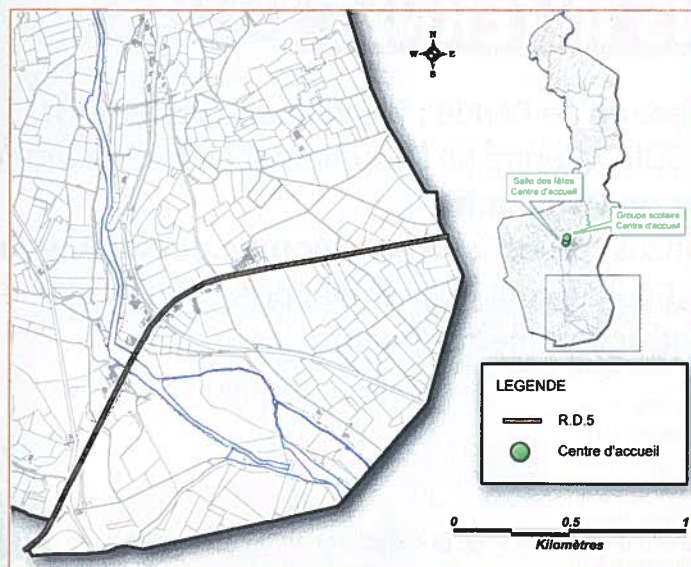 N
W E
S
Salle des fêtes
Centre d'accueil
Groupe scolaire
Centre d'accueil
LEGENDE
R.D.5
Centre d'accueil
0 0.5 1
Kilomètres